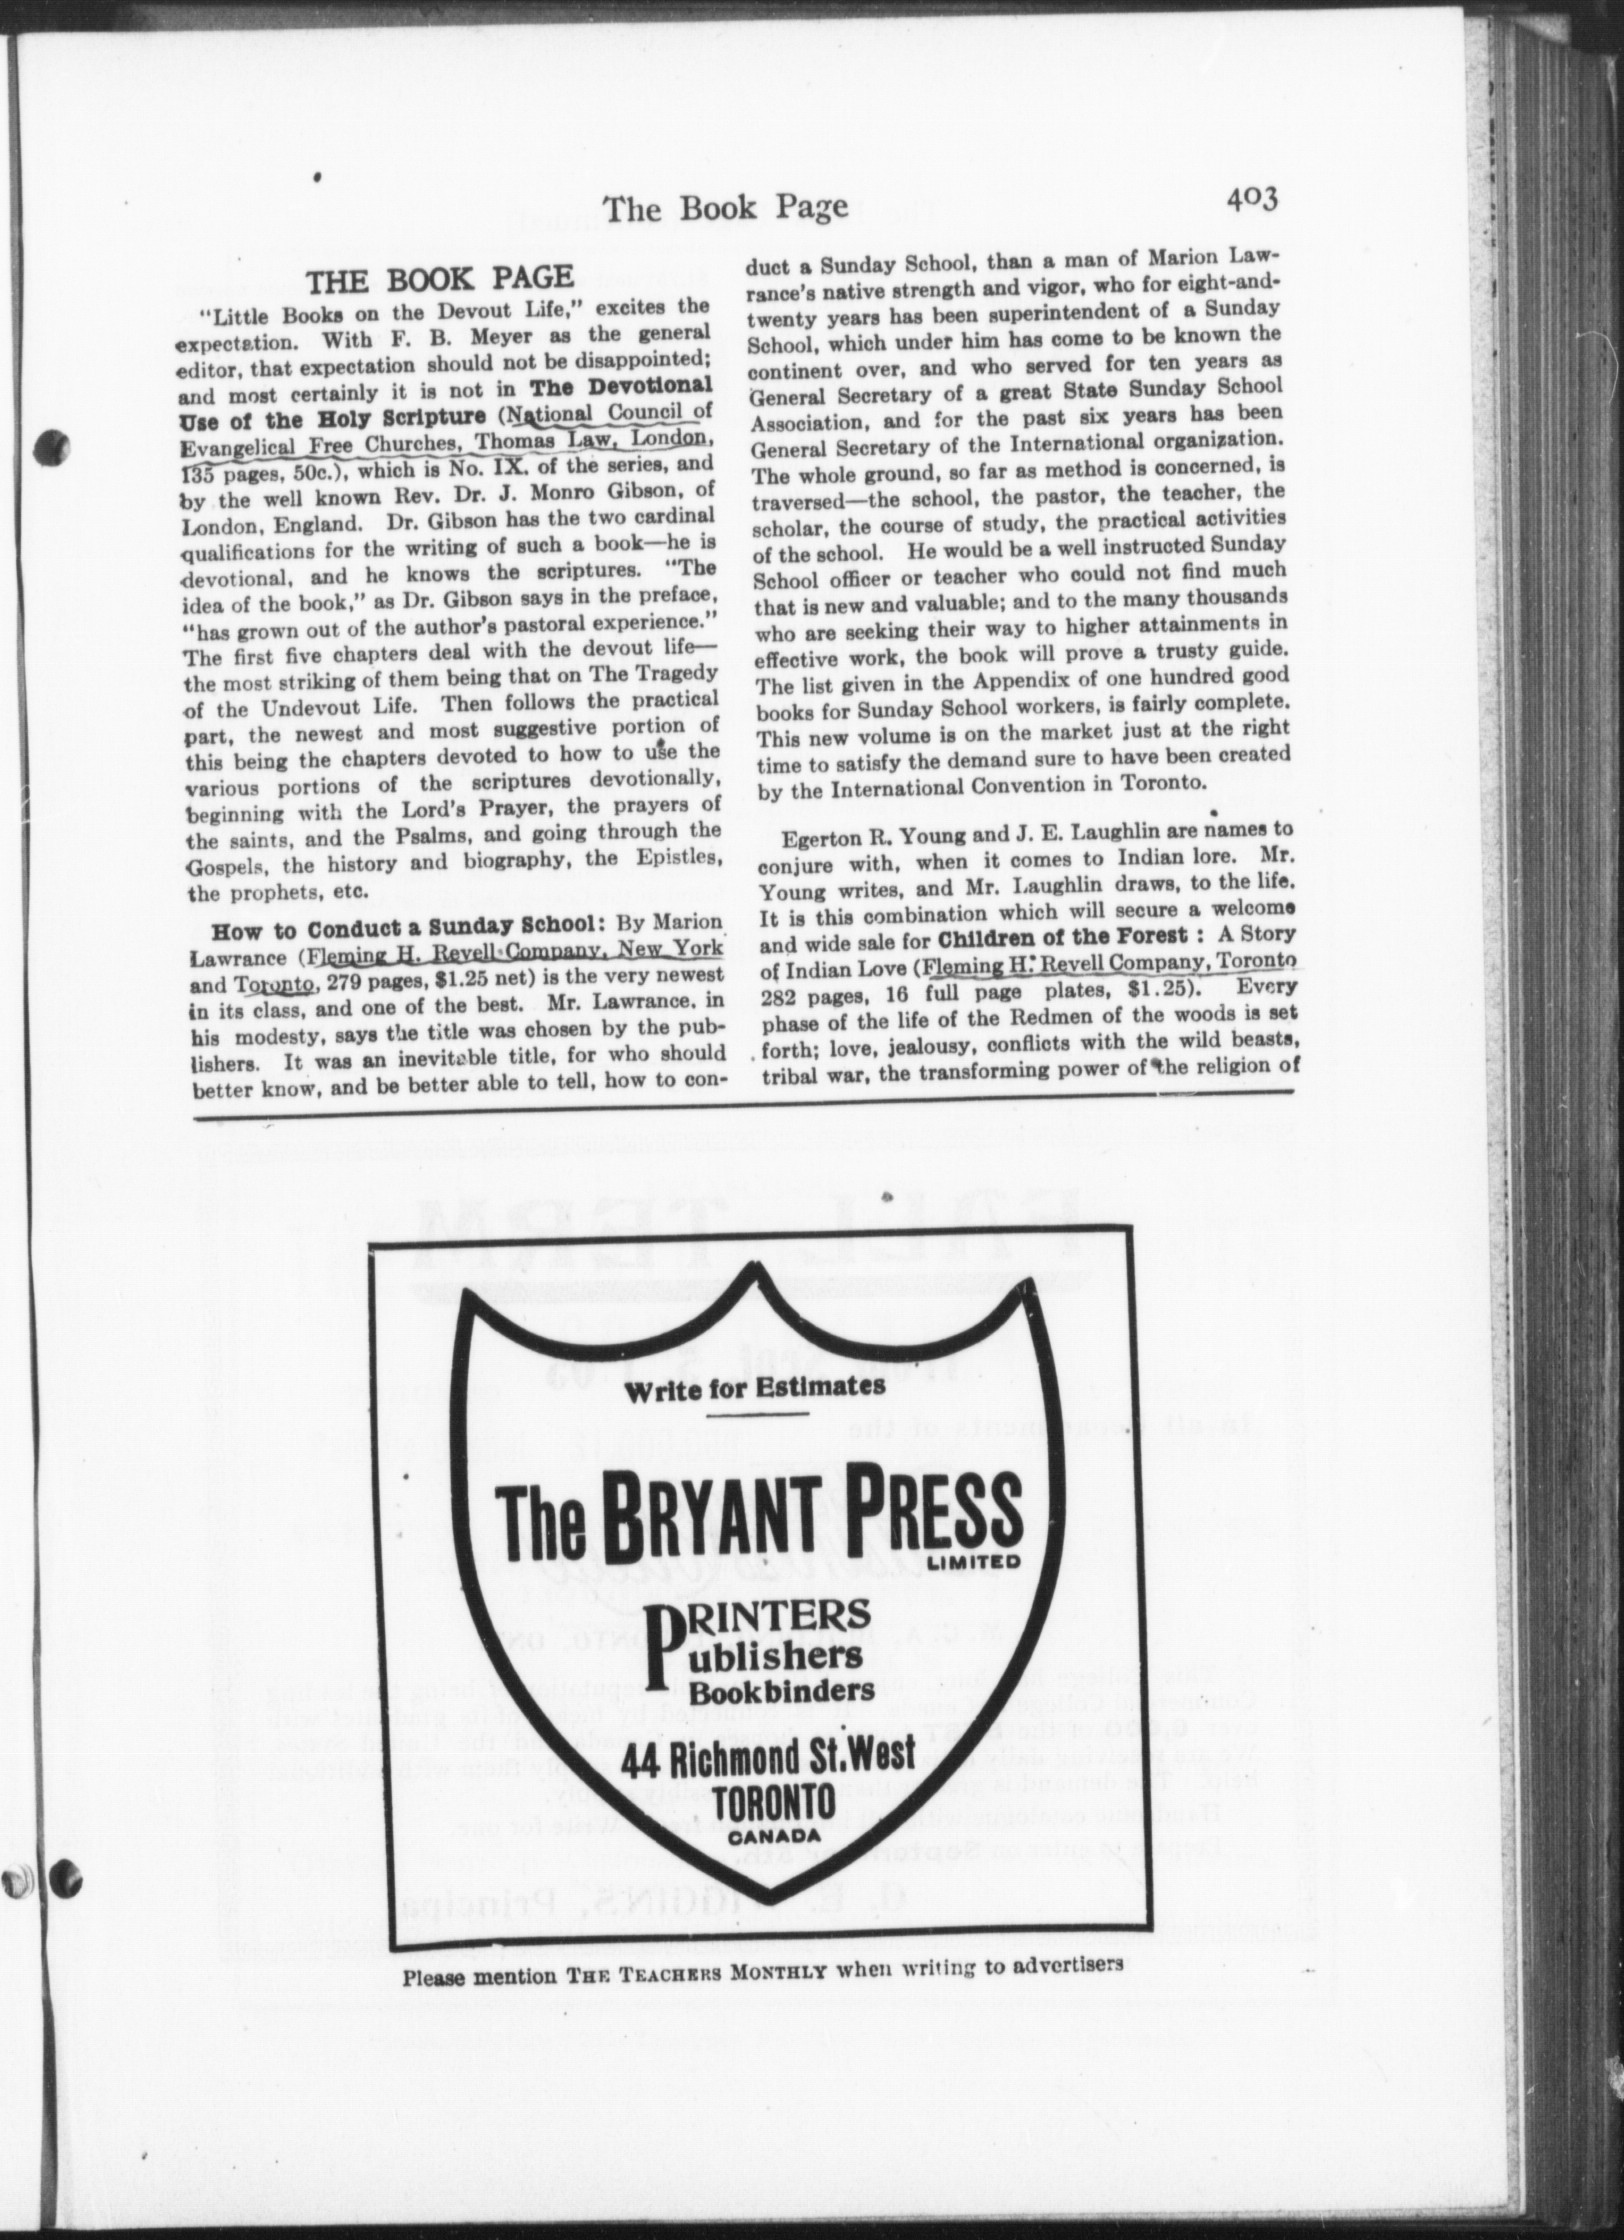 The Book Page
403
THE BOOK PAGE
"Little Books on the Devout Life," excites the
expectation. With F. B. Meyer as the general
editor, that expectation should not be disappointed;
and most certainly it is not in The Devotional
Use of the Holy Scripture (National Council of
Evangelical Free Churches, Thomas Law, London,
135 pages, 50c.), which is No. IX. of the series, and
by the well known Rev. Dr. J. Monro Gibson, of
London, England. Dr. Gibson has the two cardinal
qualifications for the writing of such a book—he is
devotional, and he knows the scriptures. "The
idea of the book," as Dr. Gibson says in the preface,
"has grown out of the author's pastoral experience."
The first five chapters deal with the devout life—
the most striking of them being that on The Tragedy
of the Undevout Life. Then follows the practical
part, the newest and most suggestive portion of
this being the chapters devoted to how to use the
various portions of the scriptures devotionally,
beginning with the Lord's Prayer, the prayers of
the saints, and the Psalms, and going through the
Gospels, the history and biography, the Epistles,
the prophets, etc.
How to Conduct a Sunday School: By Marion
Lawrance (Fleming H. Revell Company, New York
and Toronto, 279 pages, $1.25 net) is the very newest
in its class, and one of the best. Mr. Lawrance, in
his modesty, says the title was chosen by the pub-
lishers. It was an inevitable title, for who should
better know, and be better able to tell, how to con-
duct a Sunday School, than a man of Marion Law-
rance's native strength and vigor, who for eight-and-
twenty years has been superintendent of a Sunday
School, which under him has come to be known the
continent over, and who served for ten years as
General Secretary of a great State Sunday School
Association, and for the past six years has been
General Secretary of the International organization.
The whole ground, so far as method is concerned, is
traversed—the school, the pastor, the teacher, the
scholar, the course of study, the practical activities
of the school. He would be a well instructed Sunday
School officer or teacher who could not find much
that is new and valuable; and to the many thousands
who are seeking their way to higher attainments in
effective work, the book will prove a trusty guide.
The list given in the Appendix of one hundred good
books for Sunday School workers, is fairly complete.
This new volume is on the market just at the right
time to satisfy the demand sure to have been created
by the International Convention in Toronto.
Egerton R. Young and J. E. Laughlin are names to
conjure with, when it comes to Indian lore. Mr.
Young writes, and Mr. Laughlin draws, to the life.
It is this combination which will secure a welcome
and wide sale for Children of the Forest : A Story
of Indian Love (Fleming H. Revell Company, Toronto
282 pages, 16 full page plates, $1.25). Every
phase of the life of the Redmen of the woods is set
forth; love, jealousy, conflicts with the wild beasts,
tribal war, the transforming power of the religion of
Write for Estimates
The BRYANT PRESS
LIMITED
PRINTERS
Publishers
Bookbinders
44 Richmond St. West
TORONTO
CANADA
Please mention THE TEACHERS MONTHLY when writing to advertisers